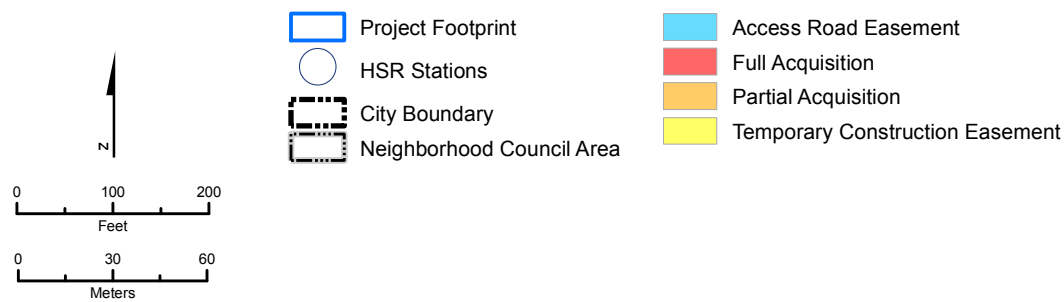 N
0 100 200
Feet
0 30 60
Meters
Project Footprint
HSR Stations
City Boundary
Neighborhood Council Area
Access Road Easement
Full Acquisition
Partial Acquisition
Temporary Construction Easement